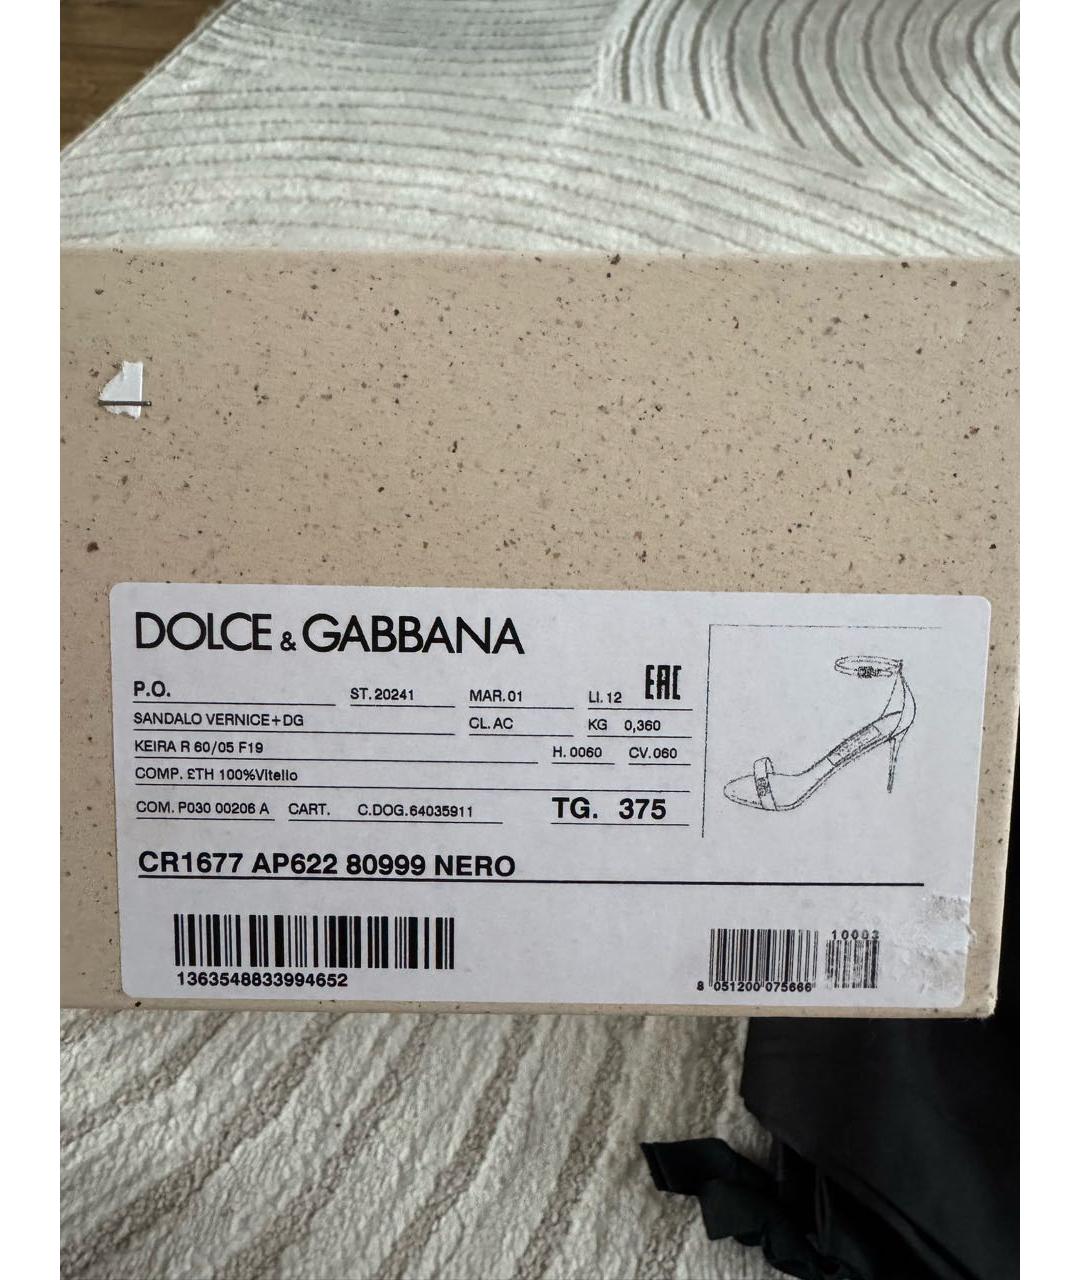 DOLCE & GABBANA
P.O. ST. 20241 MAR. 01 LI. 12 EAC
SANDALO VERNICE+DG CL. AC KG 0,360
KEIRA R 60/05 F19 H. 0060 CV. 060
COMP. £TH 100%Vitello
COM. P030 00206 A CART. C.DOG.64035911 TG. 375
CR1677 AP622 80999 NERO
10003
1363548833994652
8 051200 075666